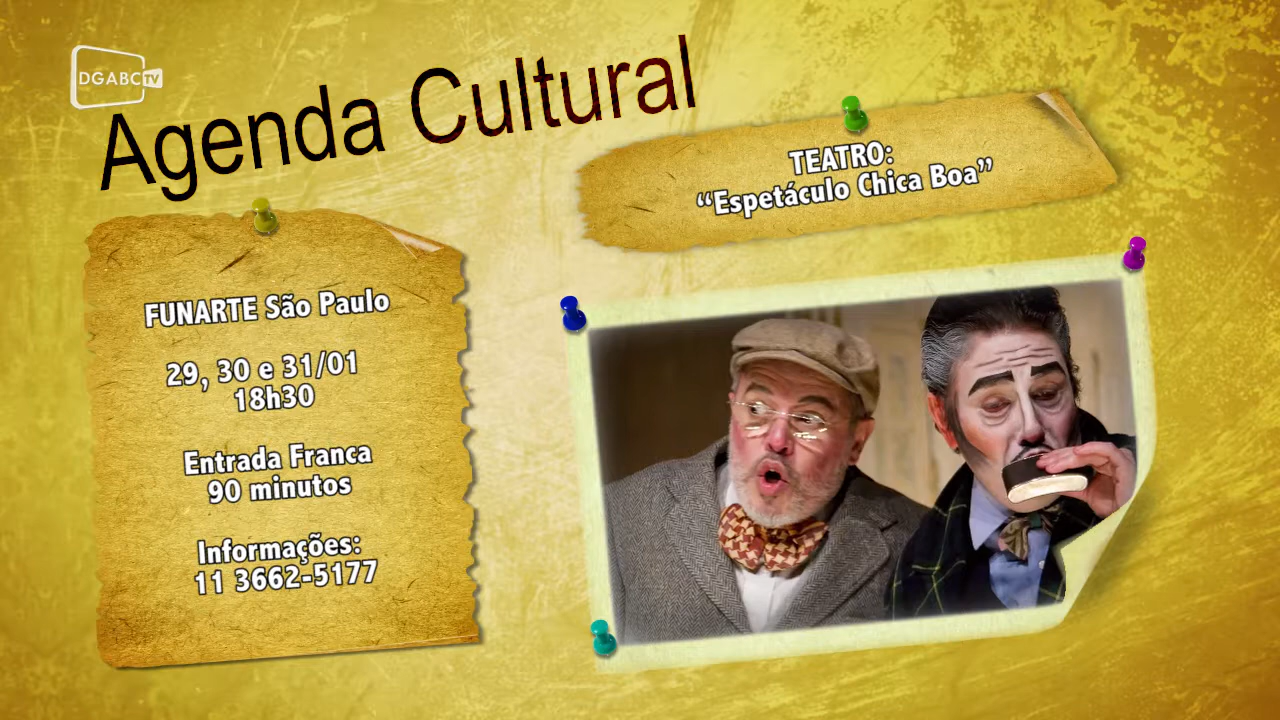 DGABC TV
Agenda Cultural
TEATRO:
“Espetáculo Chica Boa”
FUNARTE São Paulo
29, 30 e 31/01
18h30
Entrada Franca
90 minutos
Informações:
11 3662-5177